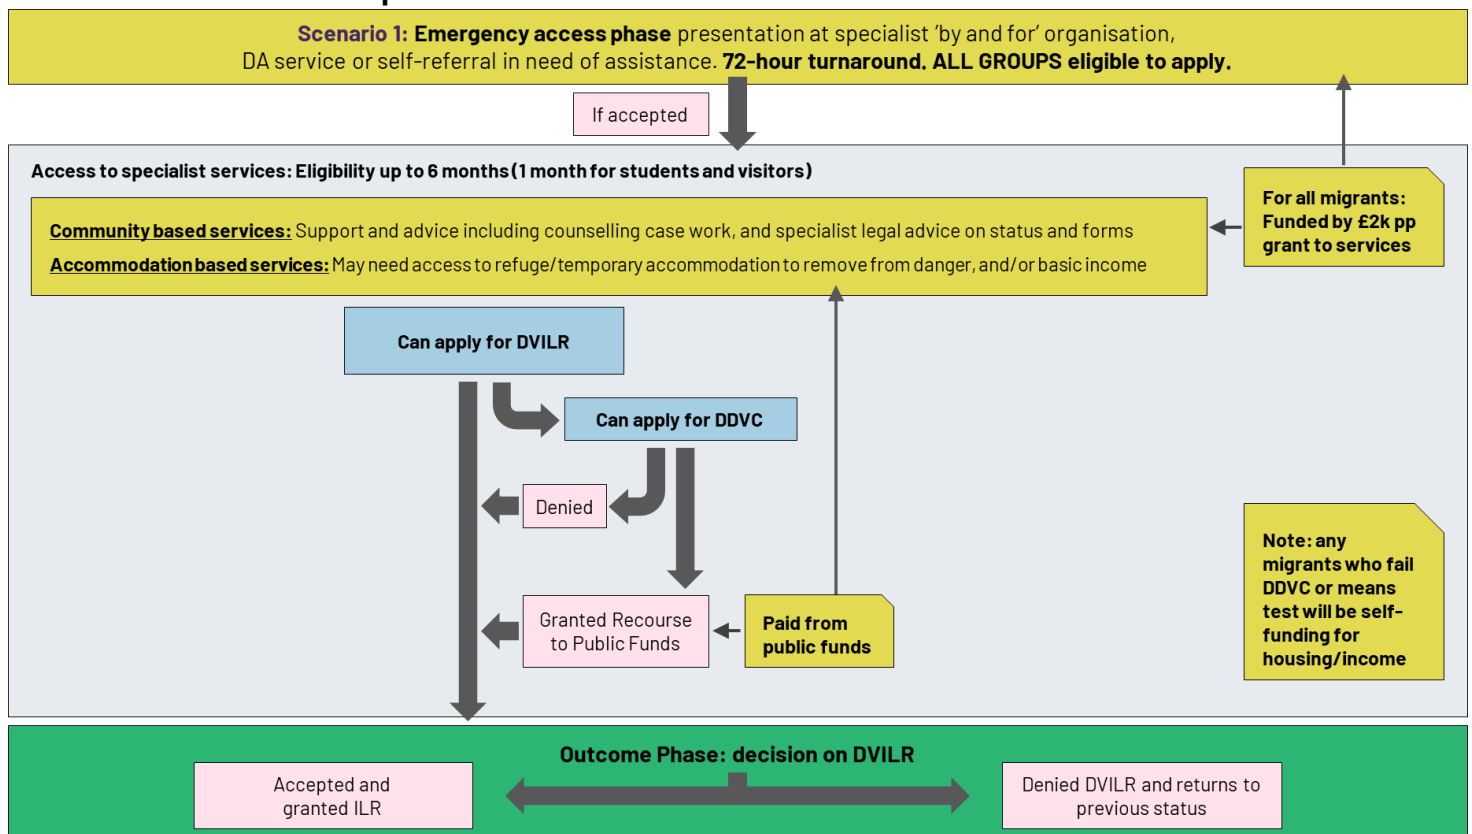 Scenario 1: Emergency access phase presentation at specialist 'by and for' organisation,
DA service or self-referral in need of assistance. 72-hour turnaround. ALL GROUPS eligible to apply.
If accepted
Access to specialist services: Eligibility up to 6 months (1 month for students and visitors)
For all migrants:
Funded by £2k pp
grant to services
Community based services: Support and advice including counselling case work, and specialist legal advice on status and forms
Accommodation based services: May need access to refuge/temporary accommodation to remove from danger, and/or basic income
Can apply for DVILR
Can apply for DDVC
Denied
Granted Recourse
to Public Funds
Paid from
public funds
Note: any
migrants who fail
DDVC or means
test will be self-
funding for
housing/income
Outcome Phase: decision on DVILR
Accepted and
granted ILR
Denied DVILR and returns to
previous status